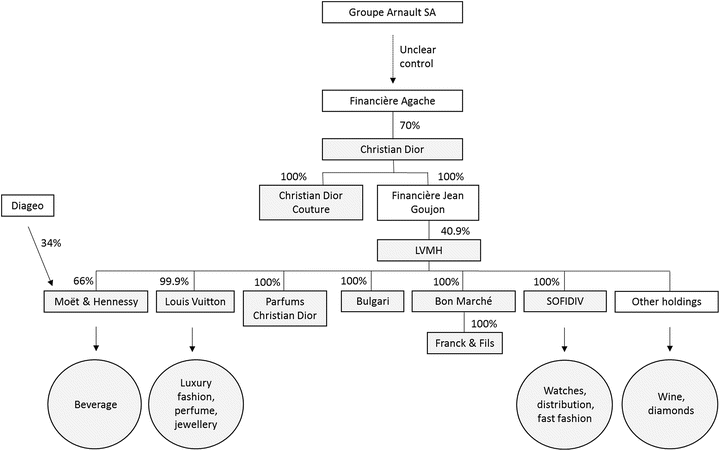 Groupe Arnault SA
Unclear
control
Financière Agache
70%
Christian Dior
100%
100%
Christian Dior
Couture
Financière Jean
Goujon
Diageo
40.9%
34%
LVMH
66%
99.9%
100%
100%
100%
100%
Moët & Hennessy
Louis Vuitton
Parfums
Christian Dior
Bulgari
Bon Marché
SOFIDIV
Other holdings
100%
Franck & Fils
Beverage
Luxury
fashion,
perfume,
jewellery
Watches,
distribution,
fast fashion
Wine,
diamonds